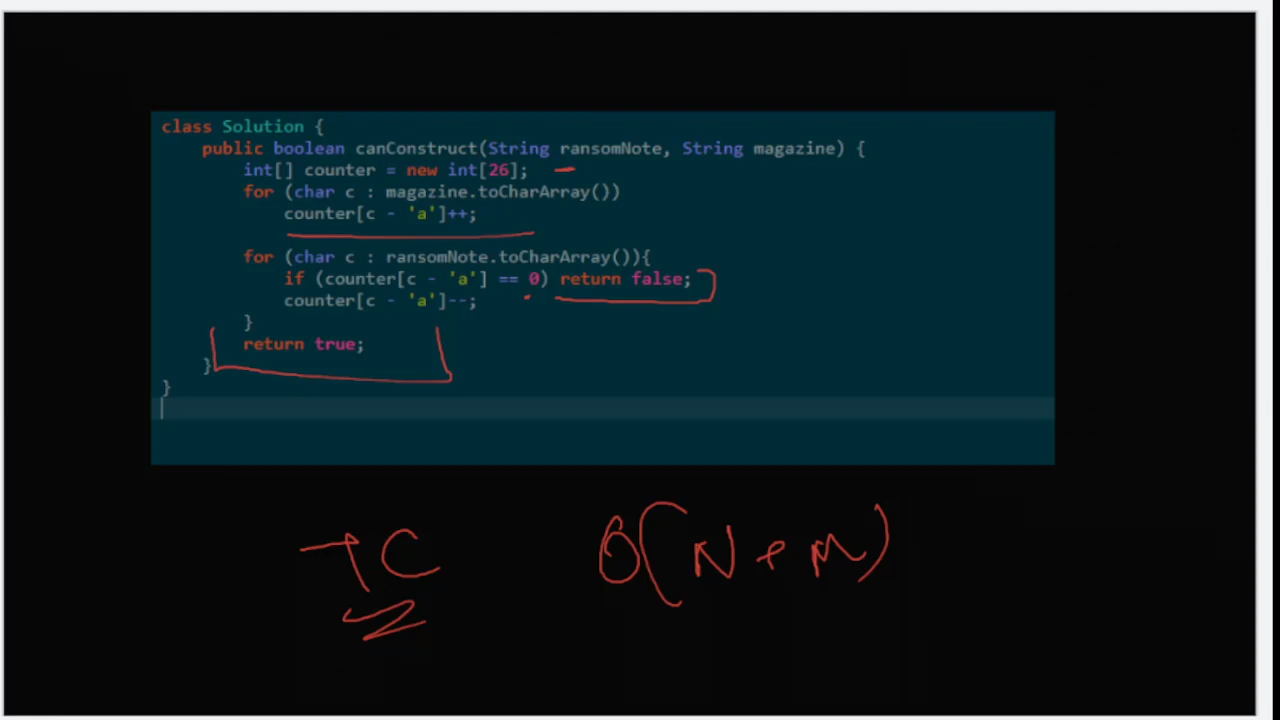 class Solution {
public boolean canConstruct(String ransomNote, String magazine) {
int[] counter = new int[26];
for (char c : magazine.toCharArray())
counter[c - 'a']++;
for (char c : ransomNote.toCharArray()){
if (counter[c - 'a'] == 0) return false;
counter[c - 'a']--;
}
return true;
}
}
TC O(N+M)